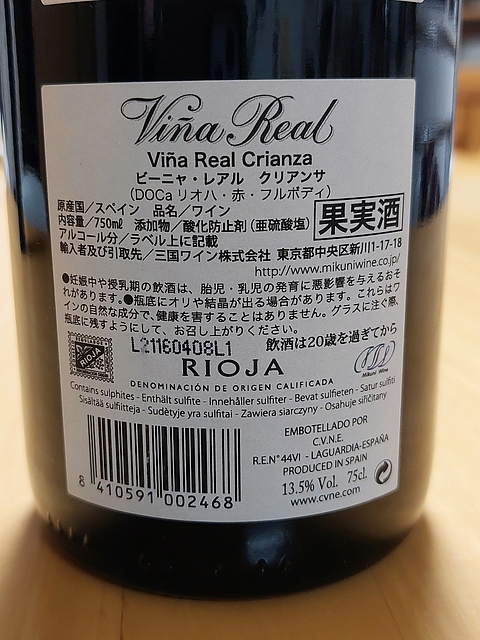 Viña Real
Viña Real Crianza
ビーニャ・レアル クリアンサ
(DOCa リオハ・赤・フルボディ)
原産国/スペイン 品名/ワイン
内容量/750㎖ 添加物/酸化防止剤(亜硫酸塩)
アルコール分/ラベル上に記載
果実酒
輸入者及び引取先/三国ワイン株式会社 東京都中央区新川1-17-18
http://www.mikuniwine.co.jp/
●妊娠中や授乳期の飲酒は、胎児・乳児の発育に悪影響を与えるおそ
れがあります。●瓶底にオリや結晶が出る場合があります。これらはワ
インの自然な成分で、健康を害することはありません。グラスに注ぐ際、
瓶底に残すようにして、お召し上がりください。
L21160408L1
飲酒は20歳を過ぎてから
RIOJA
RIOJA
Mikuni Wine
DENOMINACIÓN DE ORIGEN CALIFICADA
Contains sulphites - Enthält sulfite - Innehåller sulfiter - Bevat sulfieten - Satur sulfīti
Sisältää sulfiitteja - Sudėtyje yra sulfitai - Zawiera siarczyny - Osahuje siřičitany
EMBOTELLADO POR
C.V.N.E.
R.E.N°44VI - LAGUARDIA-ESPAÑA
PRODUCED IN SPAIN
13.5% Vol. 75cl.
www.cvne.com
8 410591 002468